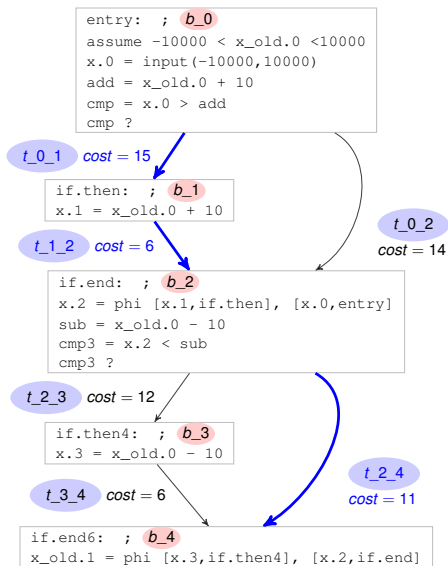 entry:  ; b_0
assume -10000 < x_old.0 <10000
x.0 = input(-10000,10000)
add = x_old.0 + 10
cmp = x.0 > add
cmp ?
t_0_1 cost = 15
if.then:  ; b_1
x.1 = x_old.0 + 10
t_0_2
cost = 14
t_1_2 cost = 6
if.end:  ; b_2
x.2 = phi [x.1,if.then], [x.0,entry]
sub = x_old.0 - 10
cmp3 = x.2 < sub
cmp3 ?
t_2_3 cost = 12
if.then4:  ; b_3
x.3 = x_old.0 - 10
t_2_4
cost = 11
t_3_4 cost = 6
if.end6:  ; b_4
x_old.1 = phi [x.3,if.then4], [x.2,if.end]